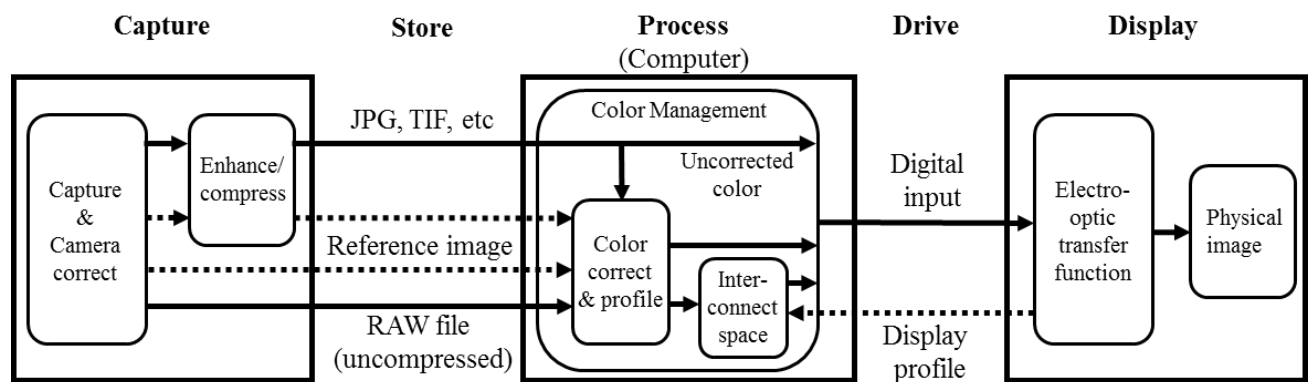 Capture
Store
Process
(Computer)
Drive
Display
Capture
&
Camera
correct
Enhance/
compress
JPG, TIF, etc
Reference image
RAW file
(uncompressed)
Color Management
Uncorrected
color
Color
correct
& profile
Inter-
connect
space
Digital
input
Display
profile
Electro-
optic
transfer
function
Physical
image